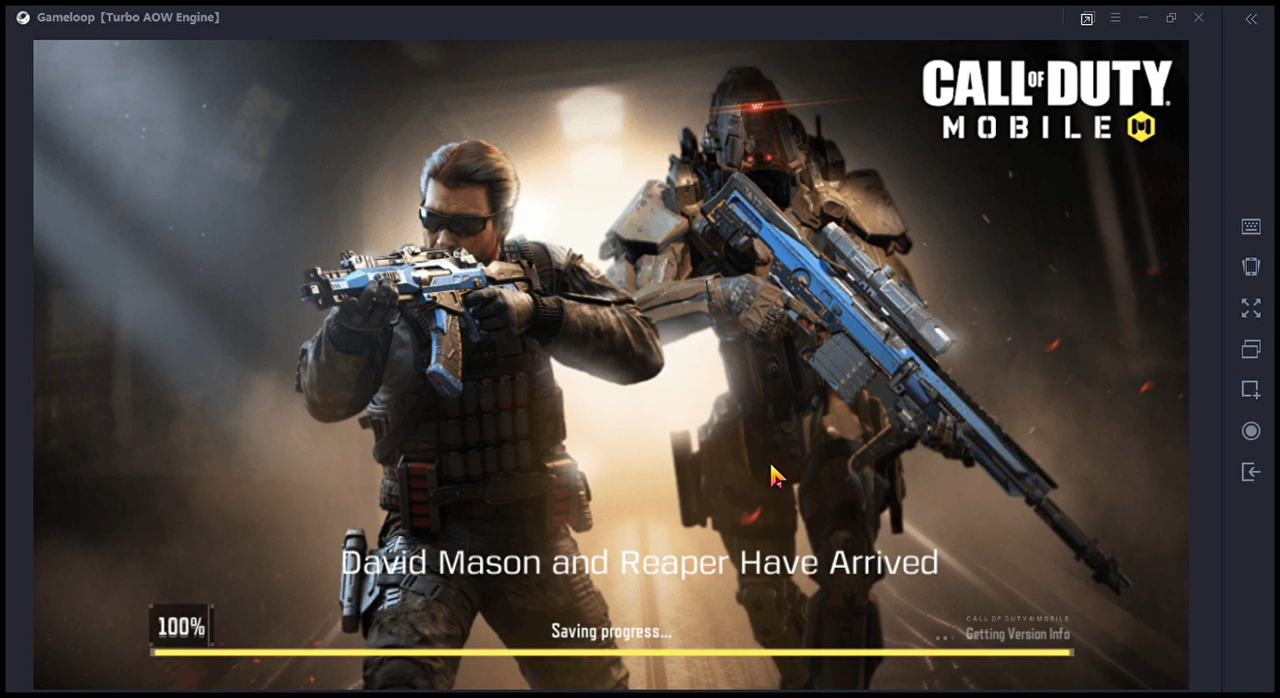 Gameloop【Turbo AOW Engine】
CALL OF DUTY
MOBILE
David Mason and Reaper Have Arrived
100%
Saving progress...
CALL OF DUTY®MOBILE
Getting Version Info